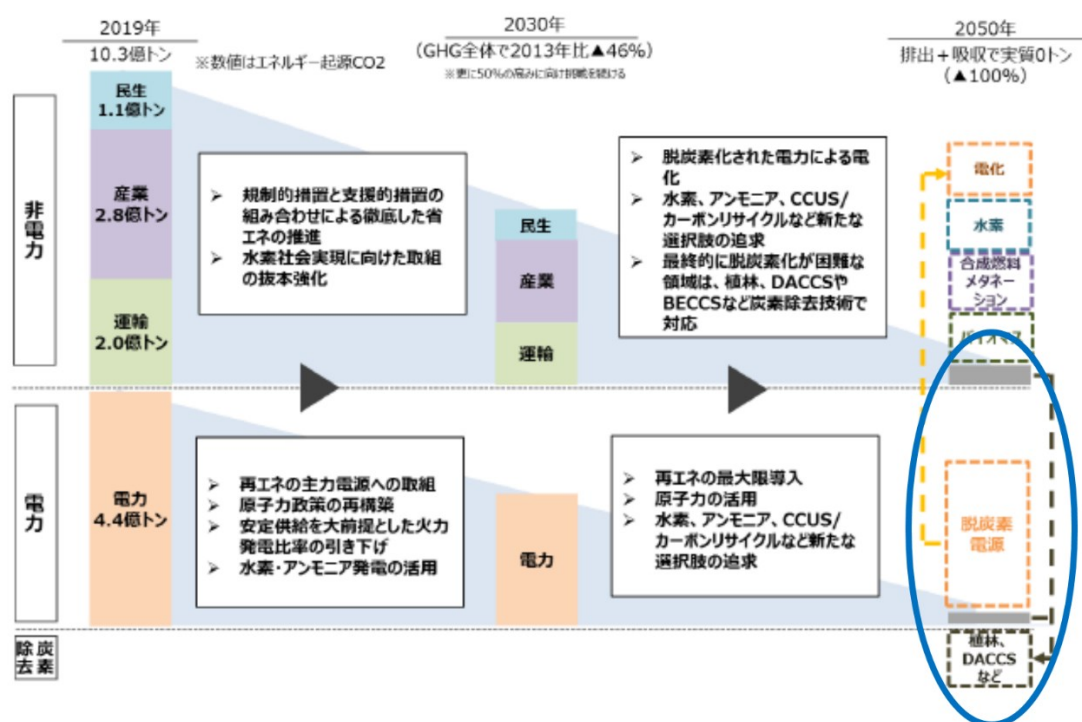 2019年
10.3億トン
※数値はエネルギー起源CO2
2030年
(GHG全体で2013年比▲46%)
※更に50%の高みに向け挑戦を続ける
2050年
排出＋吸収で実質0トン
(▲100%)
非電力
民生
1.1億トン
産業
2.8億トン
運輸
2.0億トン
➢ 規制的措置と支援的措置の
組み合わせによる徹底した省
エネの推進
➢ 水素社会実現に向けた取組
の抜本強化
民生
産業
運輸
➢ 脱炭素化された電力による電
化
➢ 水素、アンモニア、CCUS/
カーボンリサイクルなど新たな
選択肢の追求
➢ 最終的に脱炭素化が困難な
領域は、植林、DACCSや
BECCSなど炭素除去技術で
対応
電化
水素
合成燃料
メタネー
ション
バイオマス
電力
電力
4.4億トン
➢ 再エネの主力電源への取組
➢ 原子力政策の再構築
➢ 安定供給を大前提とした火力
発電比率の引き下げ
➢ 水素・アンモニア発電の活用
電力
➢ 再エネの最大限導入
➢ 原子力の活用
➢ 水素、アンモニア、CCUS/
カーボンリサイクルなど新たな
選択肢の追求
脱炭素
電源
炭素除去
植林、
DACCS
など